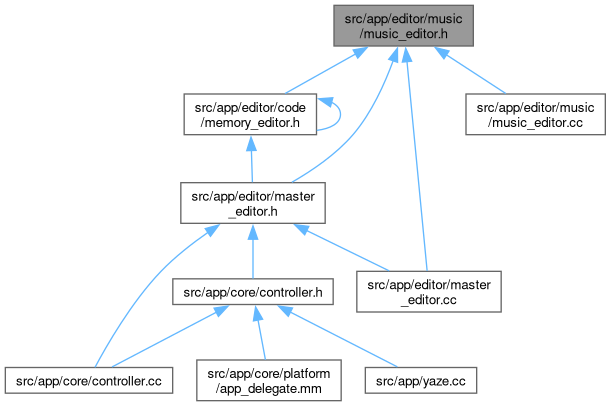 src/app/editor/music
/music_editor.h
src/app/editor/code
/memory_editor.h
src/app/editor/music
/music_editor.cc
src/app/editor/master
_editor.h
src/app/core/controller.h
src/app/editor/master
_editor.cc
src/app/core/controller.cc
src/app/core/platform
/app_delegate.mm
src/app/yaze.cc